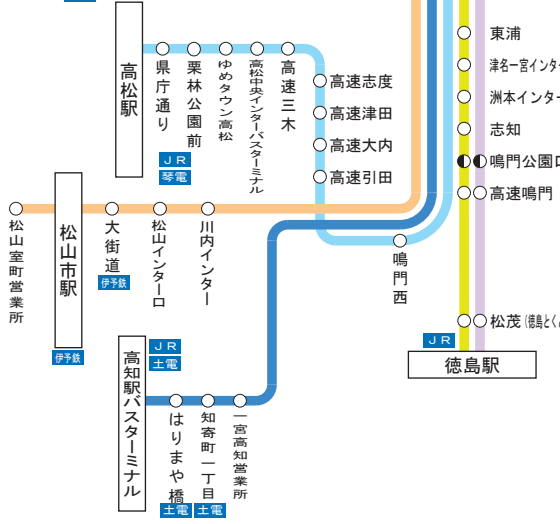 高松駅
県庁通り
栗林公園前
ゆめタウン高松
高松中央インターバスターミナル
高速三木
高速志度
高速津田
高速大内
高速引田
鳴門西
JR
琴電
松山室町営業所
松山市駅
伊予鉄
大街道
伊予鉄
松山インター口
川内インター
高知駅バスターミナル
JR
土電
はりまや橋
土電
知寄町一丁目
土電
一宮高知営業所
東浦
津名一宮インター
洲本インター
志知
鳴門公園口
高速鳴門
松茂(徳島とく
JR
徳島駅